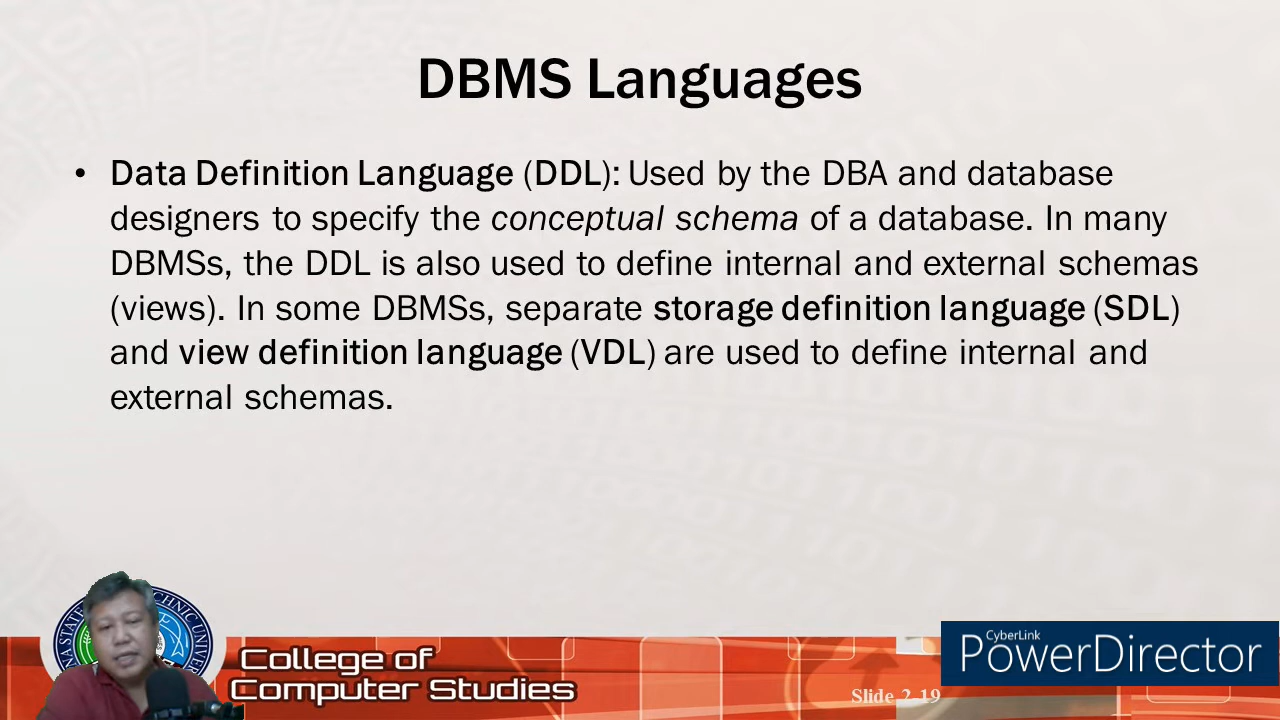 DBMS Languages
• Data Definition Language (DDL): Used by the DBA and database
designers to specify the conceptual schema of a database. In many
DBMSs, the DDL is also used to define internal and external schemas
(views). In some DBMSs, separate storage definition language (SDL)
and view definition language (VDL) are used to define internal and
external schemas.
College of
Computer Studies
Slide 2-19
CyberLink
PowerDirector